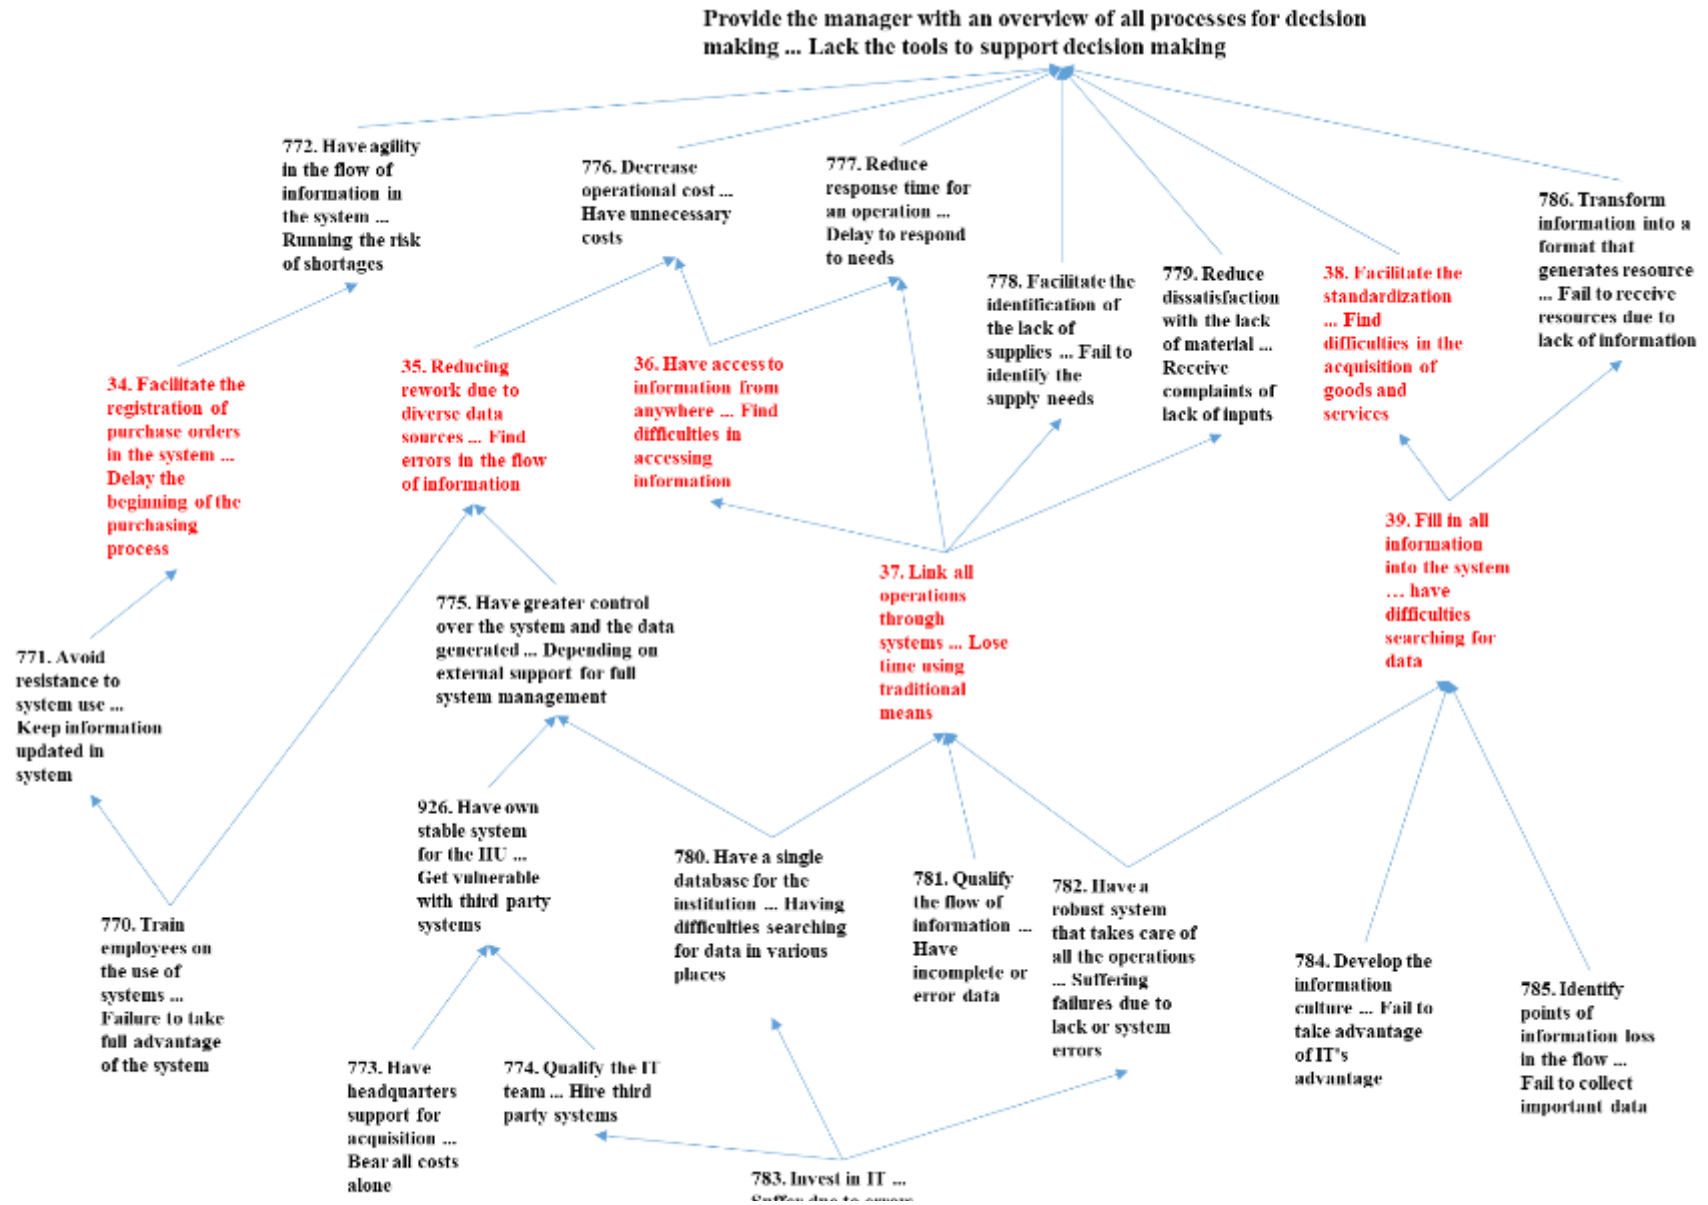 Provide the manager with an overview of all processes for decision
making ... Lack the tools to support decision making
772. Have agility
in the flow of
information in
the system ...
Running the risk
of shortages
776. Decrease
operational cost ...
Have unnecessary
costs
777. Reduce
response time for
an operation ...
Delay to respond
to needs
778. Facilitate the
identification of
the lack of
supplies ... Fail to
identify the
supply needs
779. Reduce
dissatisfaction
with the lack
of material ...
Receive
complaints of
lack of inputs
38. Facilitate the
standardization
... Find
difficulties in the
acquisition of
goods and
services
786. Transform
information into a
format that
generates resource
... Fail to receive
resources due to
lack of information
34. Facilitate the
registration of
purchase orders
in the system ...
Delay the
beginning of the
purchasing
process
35. Reducing
rework due to
diverse data
sources ... Find
errors in the flow
of information
36. Have access to
information from
anywhere ... Find
difficulties in
accessing
information
37. Link all
operations
through
systems ... Lose
time using
traditional
means
39. Fill in all
information
into the system
... have
difficulties
searching for
data
771. Avoid
resistance to
system use ...
Keep information
updated in
system
775. Have greater control
over the system and the data
generated ... Depending on
external support for full
system management
926. Have own
stable system
for the HU ...
Get vulnerable
with third party
systems
780. Have a single
database for the
institution ... Having
difficulties searching
for data in various
places
781. Qualify
the flow of
information ...
Have
incomplete or
error data
782. Have a
robust system
that takes care of
all the operations
... Suffering
failures due to
lack or system
errors
784. Develop the
information
culture ... Fail to
take advantage
of IT's
advantage
785. Identify
points of
information loss
in the flow ...
Fail to collect
important data
770. Train
employees on
the use of
systems ...
Failure to take
full advantage
of the system
773. Have
headquarters
support for
acquisition ...
Bear all costs
alone
774. Qualify the IT
team ... Hire third
party systems
783. Invest in IT ...
Suffer due to errors